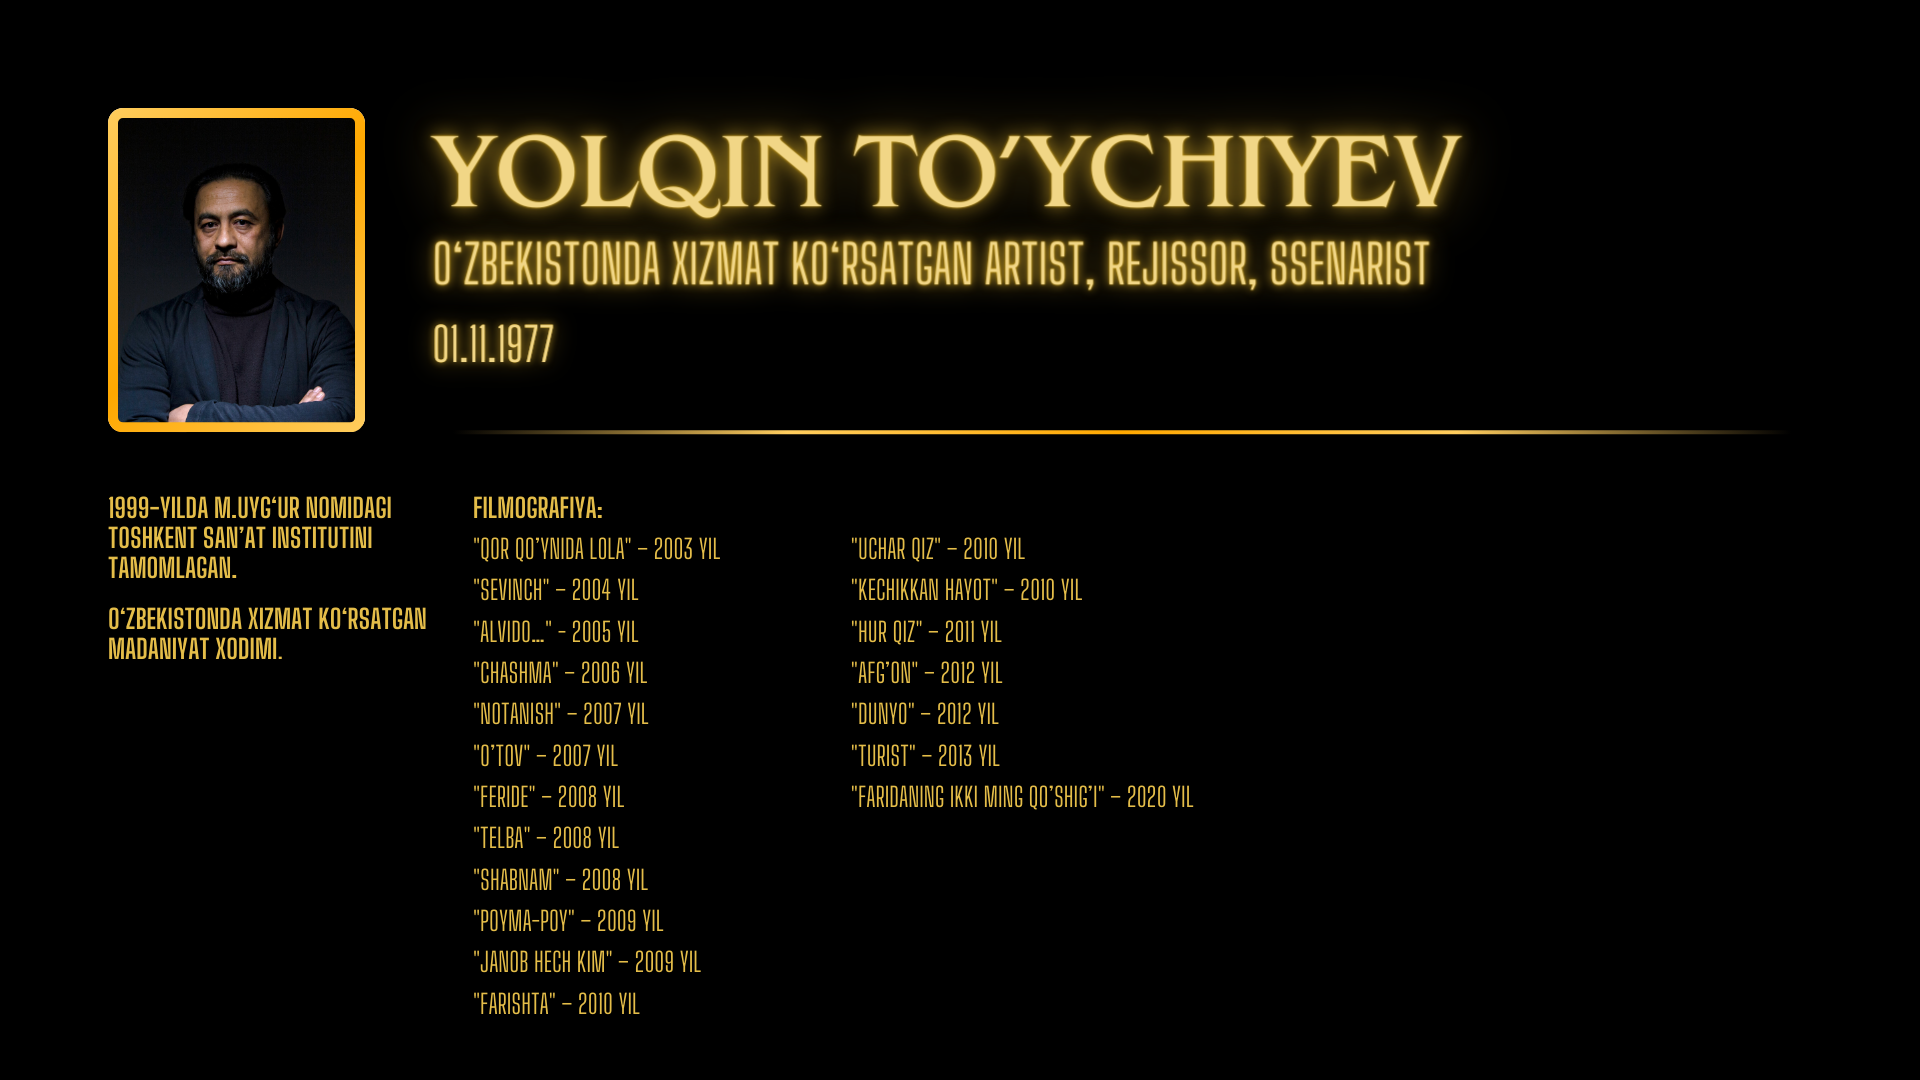 YOLQIN TO'YCHIYEV
O‘ZBEKISTONDA XIZMAT KO‘RSATGAN ARTIST, REJISSOR, SSENARIST
01.11.1977
1999-YILDA M.UYG‘UR NOMIDAGI
TOSHKENT SAN’AT INSTITUTINI
TAMOMLAGAN.
O‘ZBEKISTONDA XIZMAT KO‘RSATGAN
MADANIYAT XODIMI.
FILMOGRAFIYA:
"QOR QO’YNIDA LOLA" – 2003 YIL
"SEVINCH" – 2004 YIL
"ALVIDO..." - 2005 YIL
"CHASHMA" – 2006 YIL
"NOTANISH" – 2007 YIL
"O’TOV" – 2007 YIL
"FERIDE" – 2008 YIL
"TELBA" – 2008 YIL
"SHABNAM" – 2008 YIL
"POYMA-POY" – 2009 YIL
"JANOB HECH KIM" – 2009 YIL
"FARISHTA" – 2010 YIL
"UCHAR QIZ" – 2010 YIL
"KECHIKKAN HAYOT" – 2010 YIL
"HUR QIZ" – 2011 YIL
"AFG’ON" – 2012 YIL
"DUNYO" – 2012 YIL
"TURIST" – 2013 YIL
"FARIDANING IKKI MING QO’SHIG’I" – 2020 YIL